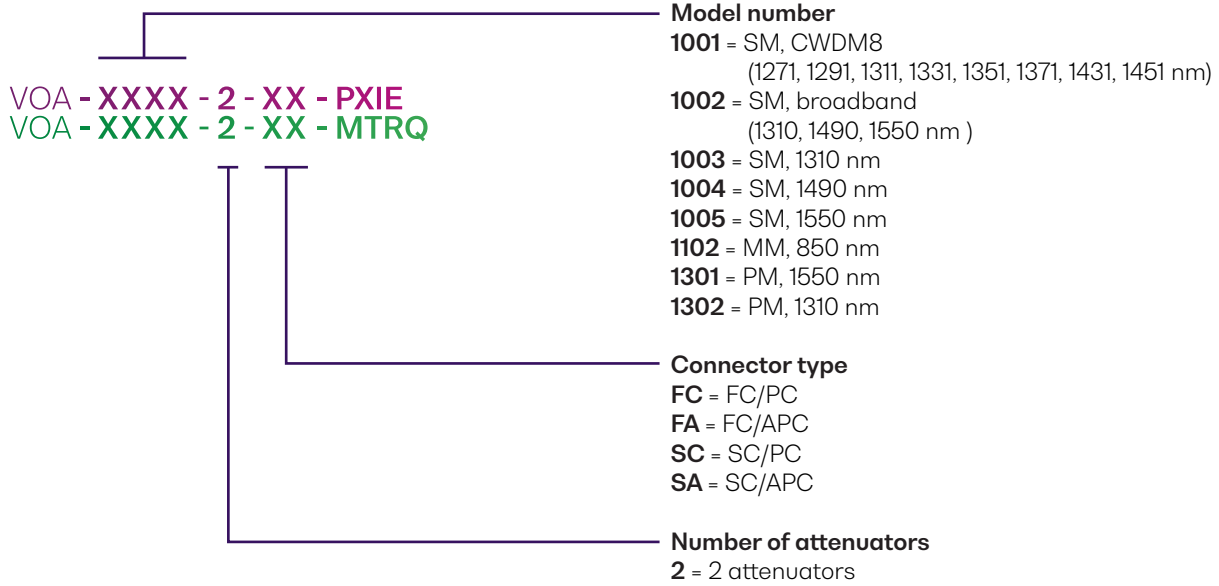 Model number
1001 = SM, CWDM8
(1271, 1291, 1311, 1331, 1351, 1371, 1431, 1451 nm)
1002 = SM, broadband
(1310, 1490, 1550 nm )
1003 = SM, 1310 nm
1004 = SM, 1490 nm
1005 = SM, 1550 nm
1102 = MM, 850 nm
1301 = PM, 1550 nm
1302 = PM, 1310 nm
VOA - XXXX - 2 - XX - PXIE
VOA - XXXX - 2 - XX - MTRQ
Connector type
FC = FC/PC
FA = FC/APC
SC = SC/PC
SA = SC/APC
Number of attenuators
2 = 2 attenuators